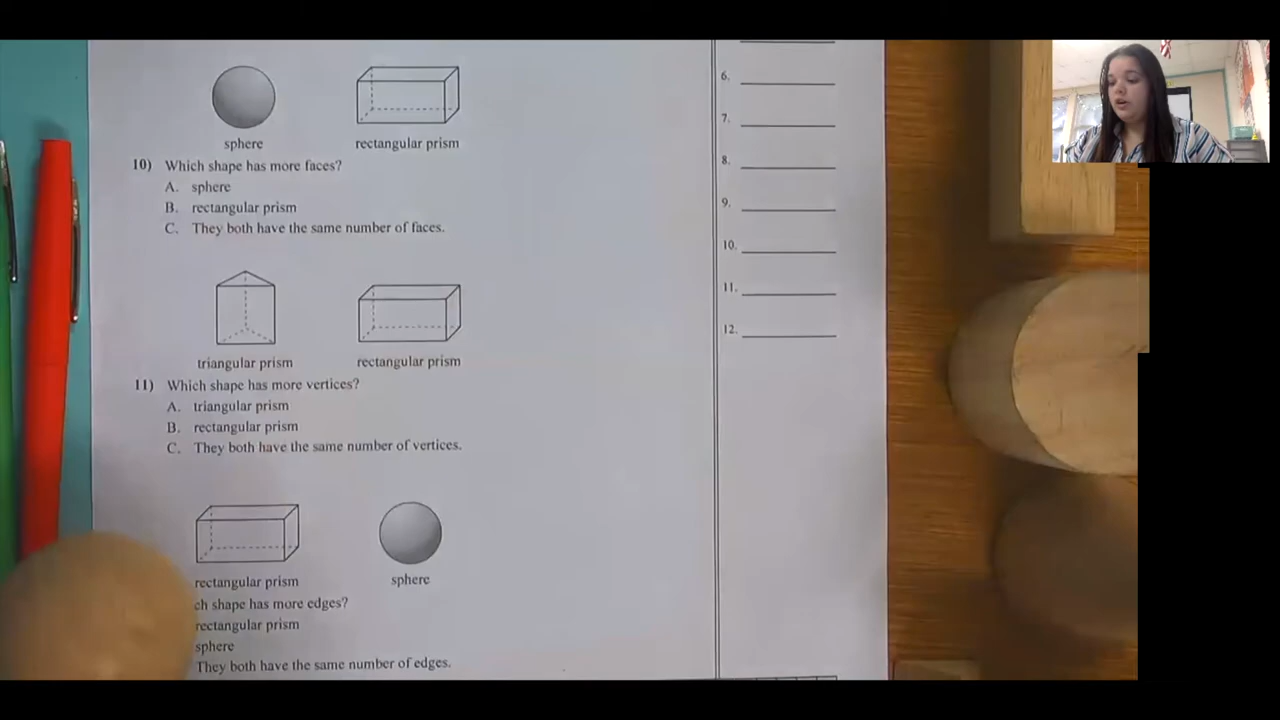 sphere
rectangular prism
10) Which shape has more faces?
A. sphere
B. rectangular prism
C. They both have the same number of faces.
triangular prism
rectangular prism
11) Which shape has more vertices?
A. triangular prism
B. rectangular prism
C. They both have the same number of vertices.
rectangular prism
sphere
ch shape has more edges?
rectangular prism
sphere
They both have the same number of edges.
6.
7.
8.
9.
10.
11.
12.